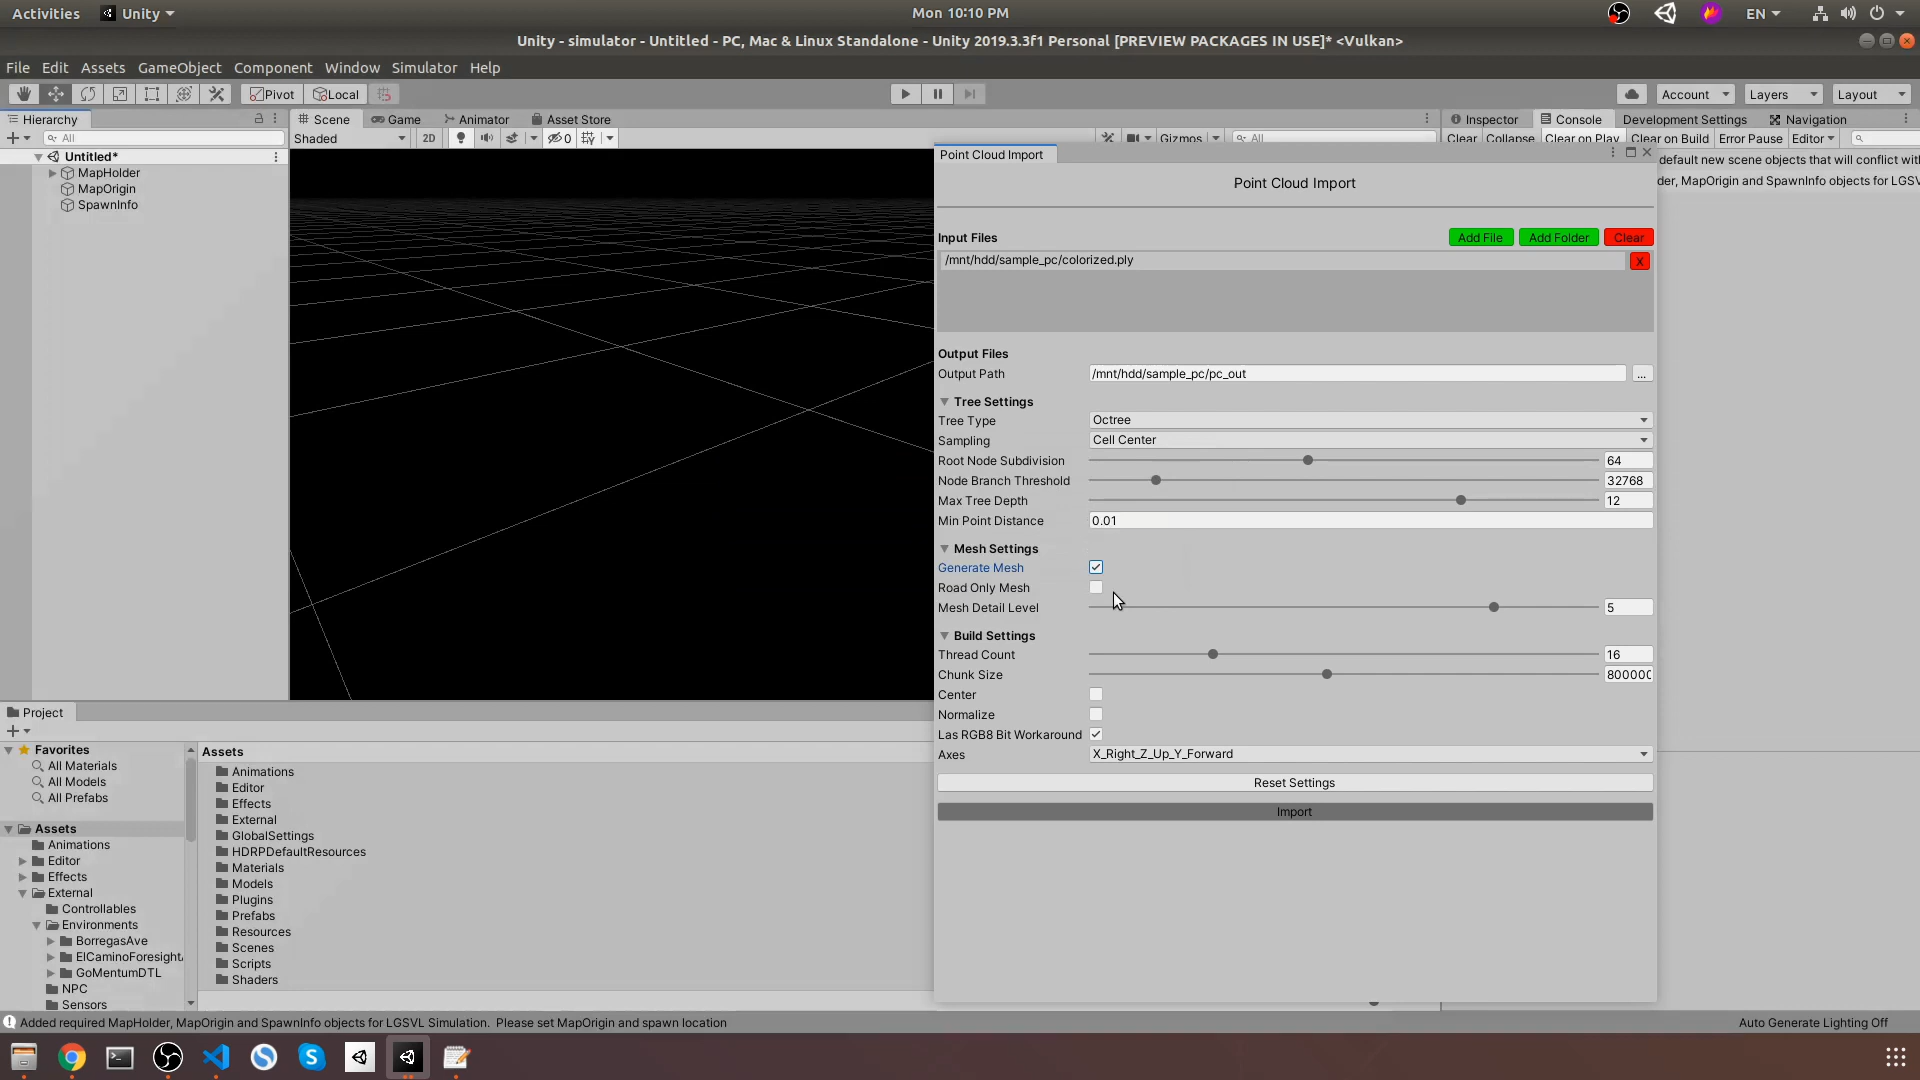 Activities
Unity
Mon 10:10 PM
EN
Unity - simulator - Untitled - PC, Mac & Linux Standalone - Unity 2019.3.3f1 Personal [PREVIEW PACKAGES IN USE]* <Vulkan>
File Edit Assets GameObject Component Window Simulator Help
Pivot Local
Account Layers Layout
Hierarchy
Scene Game Animator Asset Store
Inspector Console Development Settings Navigation
All
Shaded 2D 0 Gizmos All
Clear Collapse Clear on Play Clear on Build Error Pause Editor
Untitled*
MapHolder
MapOrigin
SpawnInfo
default new scene objects that will conflict wit
der, MapOrigin and SpawnInfo objects for LGSV
Point Cloud Import
Point Cloud Import
Input Files Add File Add Folder Clear
/mnt/hdd/sample_pc/colorized.ply X
Output Files
Output Path /mnt/hdd/sample_pc/pc_out ...
Tree Settings
Tree Type Octree
Sampling Cell Center
Root Node Subdivision 64
Node Branch Threshold 32768
Max Tree Depth 12
Min Point Distance 0.01
Mesh Settings
Generate Mesh
Road Only Mesh
Mesh Detail Level 5
Build Settings
Thread Count 16
Chunk Size 800000
Center
Normalize
Las RGB8 Bit Workaround
Axes X_Right_Z_Up_Y_Forward
Reset Settings
Import
Project
Favorites
All Materials
All Models
All Prefabs
Assets
Animations
Editor
Effects
External
Controllables
Environments
BorregasAve
ElCaminoForesight
GoMentumDTL
NPC
Sensors
Assets
Animations
Editor
Effects
External
GlobalSettings
HDRPDefaultResources
Materials
Models
Plugins
Prefabs
Resources
Scenes
Scripts
Shaders
Added required MapHolder, MapOrigin and SpawnInfo objects for LGSVL Simulation. Please set MapOrigin and spawn location
Auto Generate Lighting Off